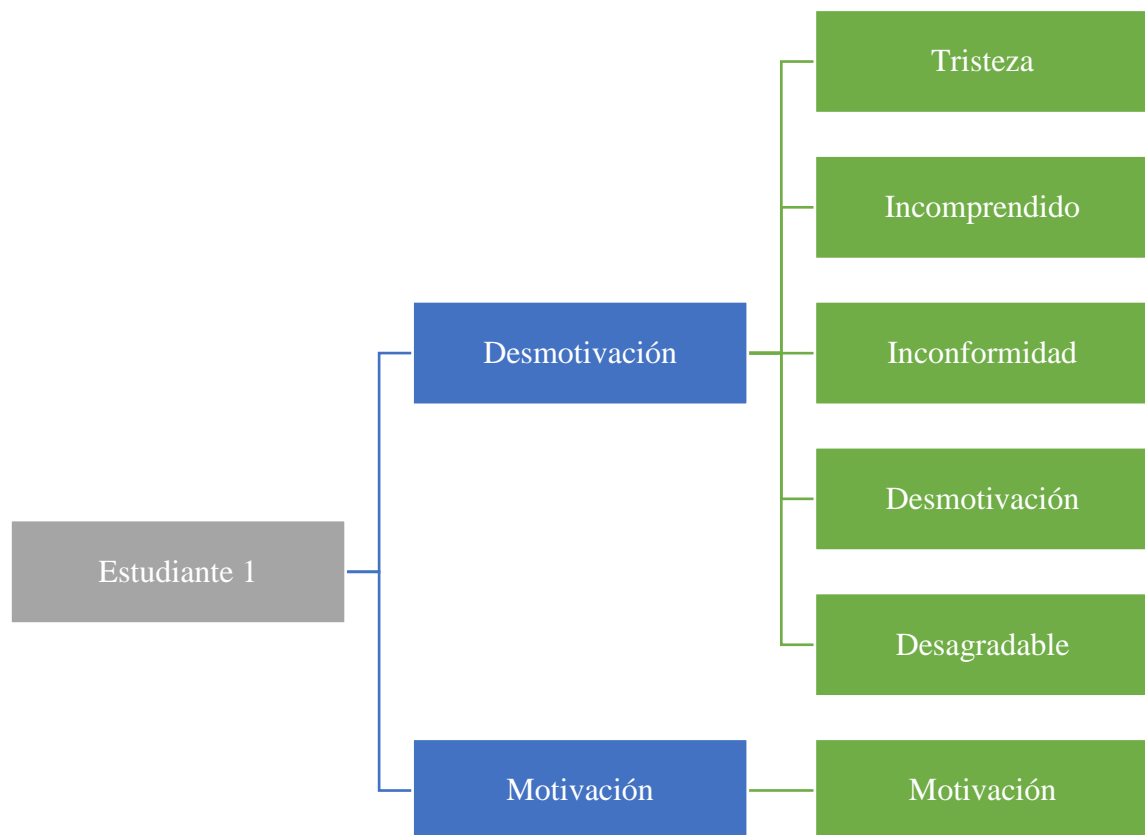 Estudiante 1
Desmotivación
Tristeza
Incomprendido
Inconformidad
Desmotivación
Desagradable
Motivación
Motivación